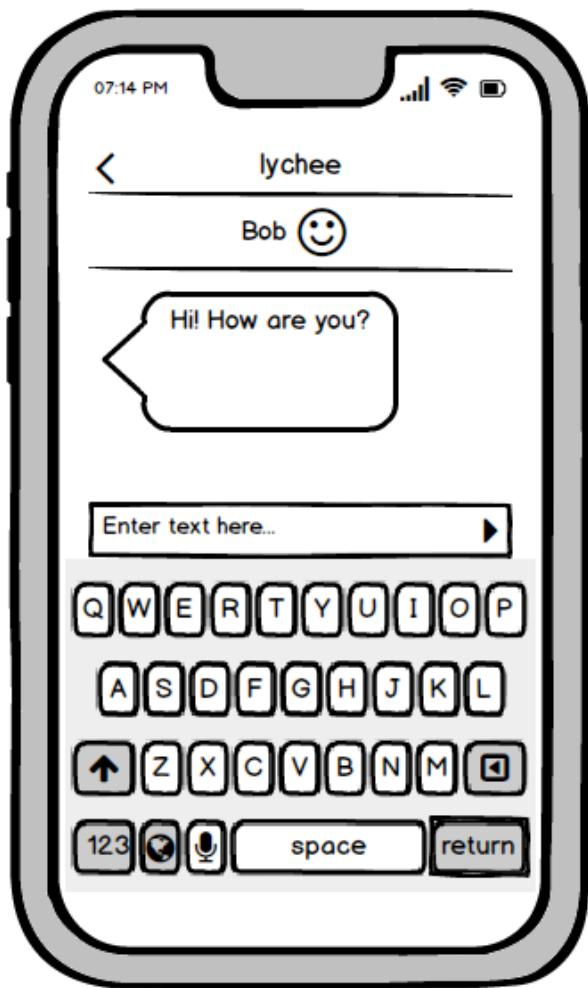 07:14 PM
lychee
Bob
Hi! How are you?
Enter text here...
Q W E R T Y U I O P
A S D F G H J K L
Z X C V B N M
123 space return